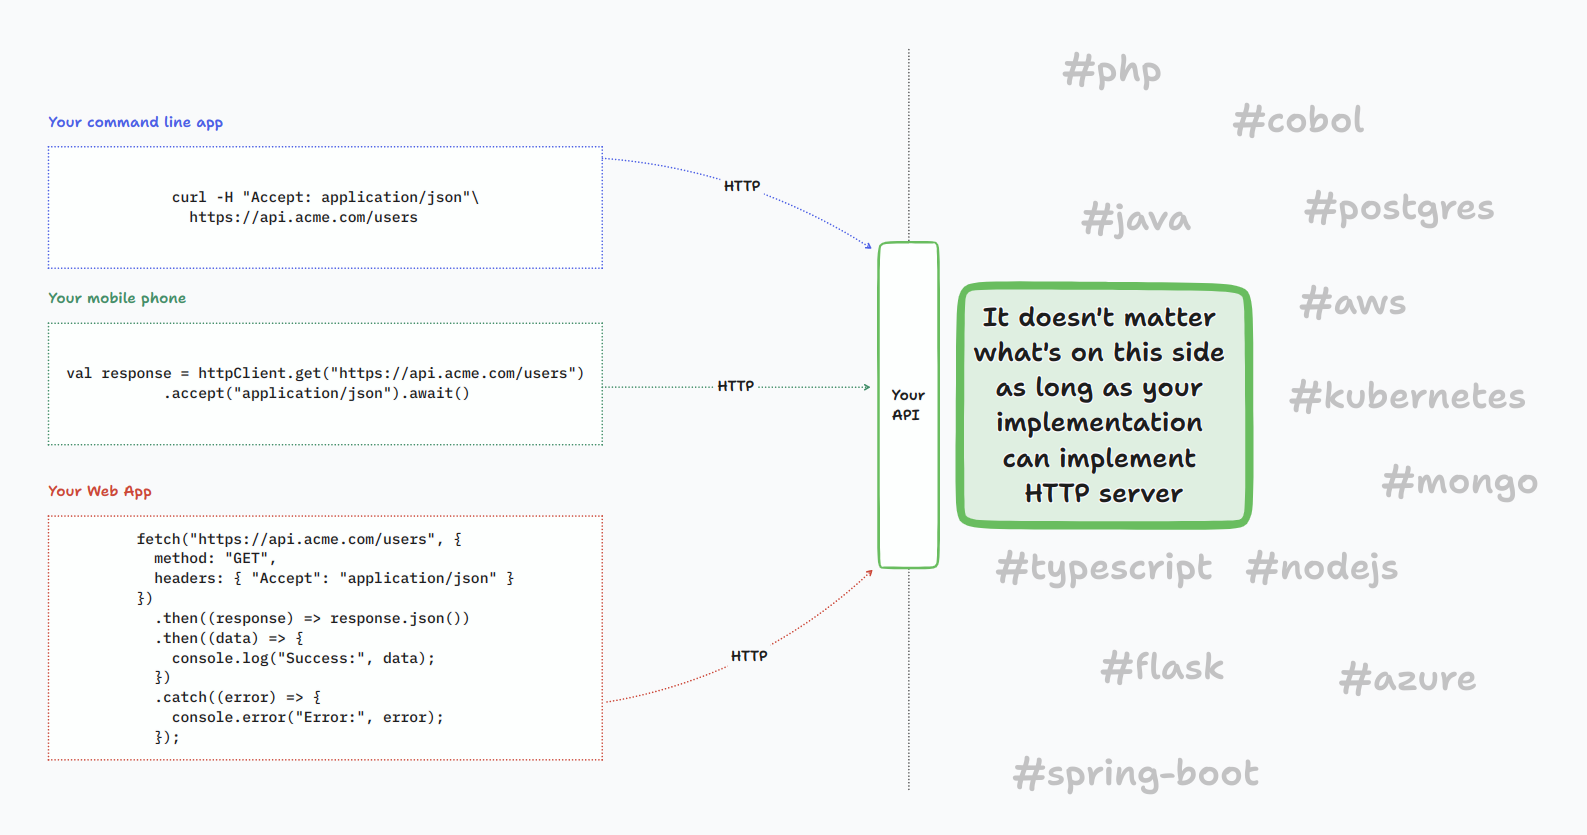 Your command line app
curl -H "Accept: application/json"\
https://api.acme.com/users
HTTP
Your mobile phone
val response = httpClient.get("https://api.acme.com/users")
.accept("application/json").await()
HTTP
Your Web App
fetch("https://api.acme.com/users", {
method: "GET",
headers: { "Accept": "application/json" }
})
.then((response) => response.json())
.then((data) => {
console.log("Success:", data);
})
.catch((error) => {
console.error("Error:", error);
});
HTTP
Your
API
It doesn't matter
what's on this side
as long as your
implementation
can implement
HTTP server
#php
#cobol
#java
#postgres
#aws
#kubernetes
#mongo
#typescript
#nodejs
#flask
#azure
#spring-boot